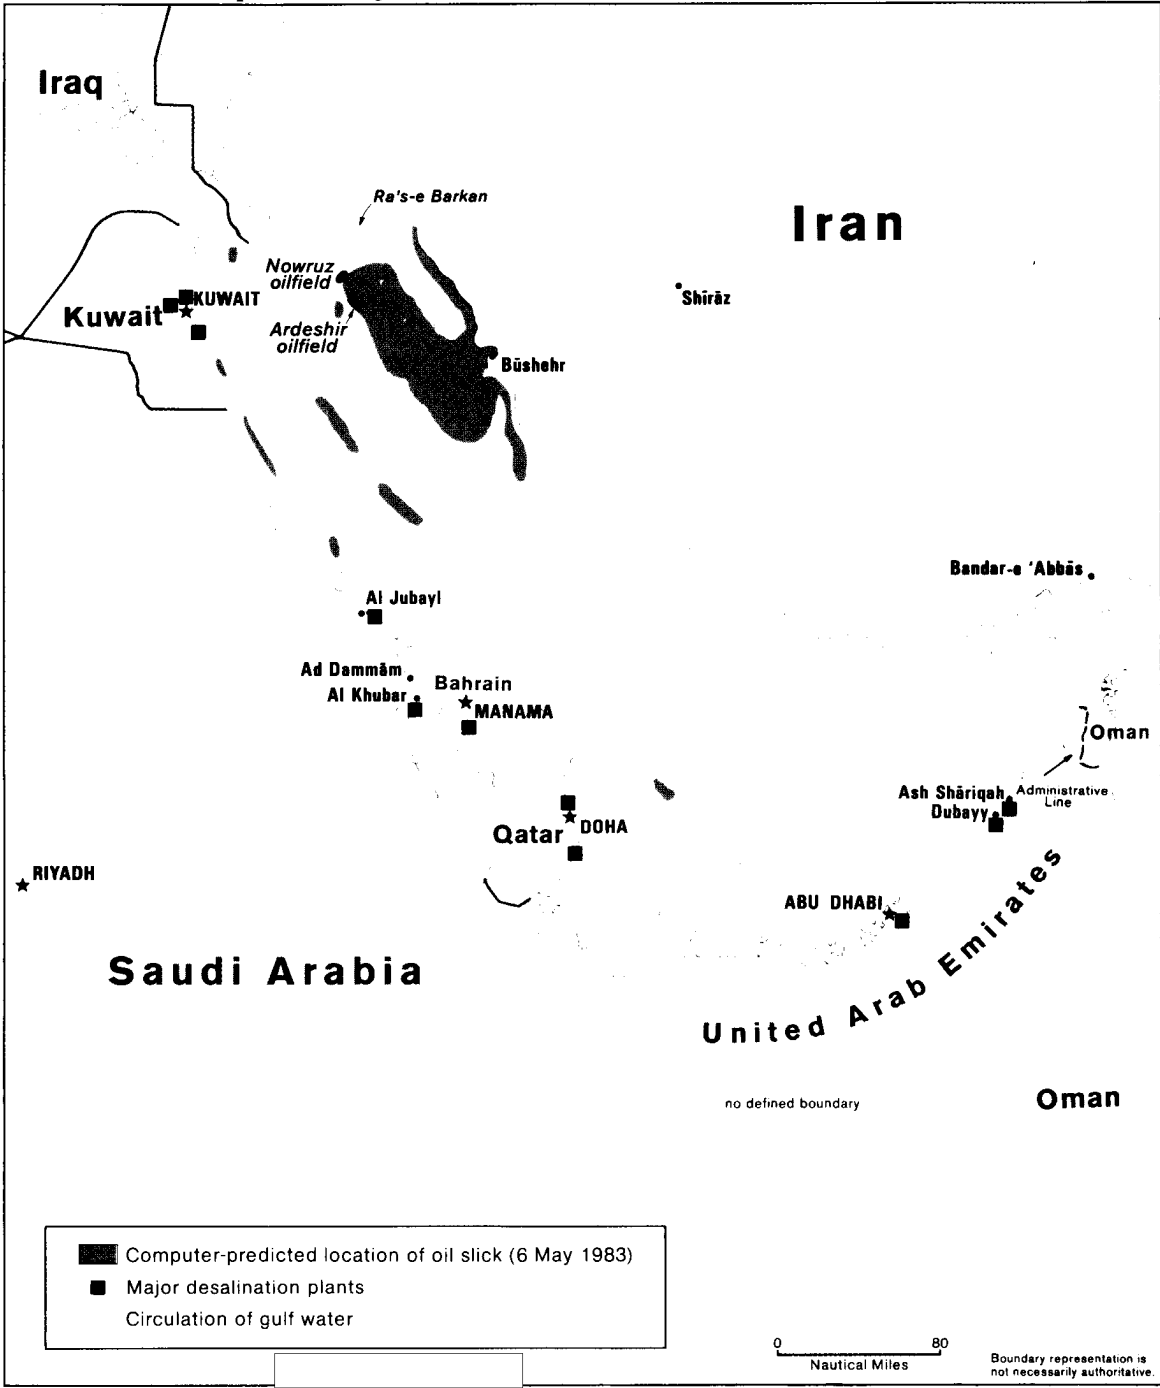 Iraq
Ra's-e Barkan
Iran
Nowruz
oilfield
KUWAIT
Kuwait
Shīrāz
Ardeshir
oilfield
Būshehr
Bandar-e 'Abbās
Al Jubayl
Ad Dammām
Al Khubar
Bahrain
MANAMA
Oman
Ash Shāriqah
Administrative
Line
Dubayy
Qatar
DOHA
RIYADH
ABU DHABI
Saudi Arabia
United Arab Emirates
no defined boundary
Oman
Computer-predicted location of oil slick (6 May 1983)
Major desalination plants
Circulation of gulf water
0 80
Nautical Miles
Boundary representation is
not necessarily authoritative.